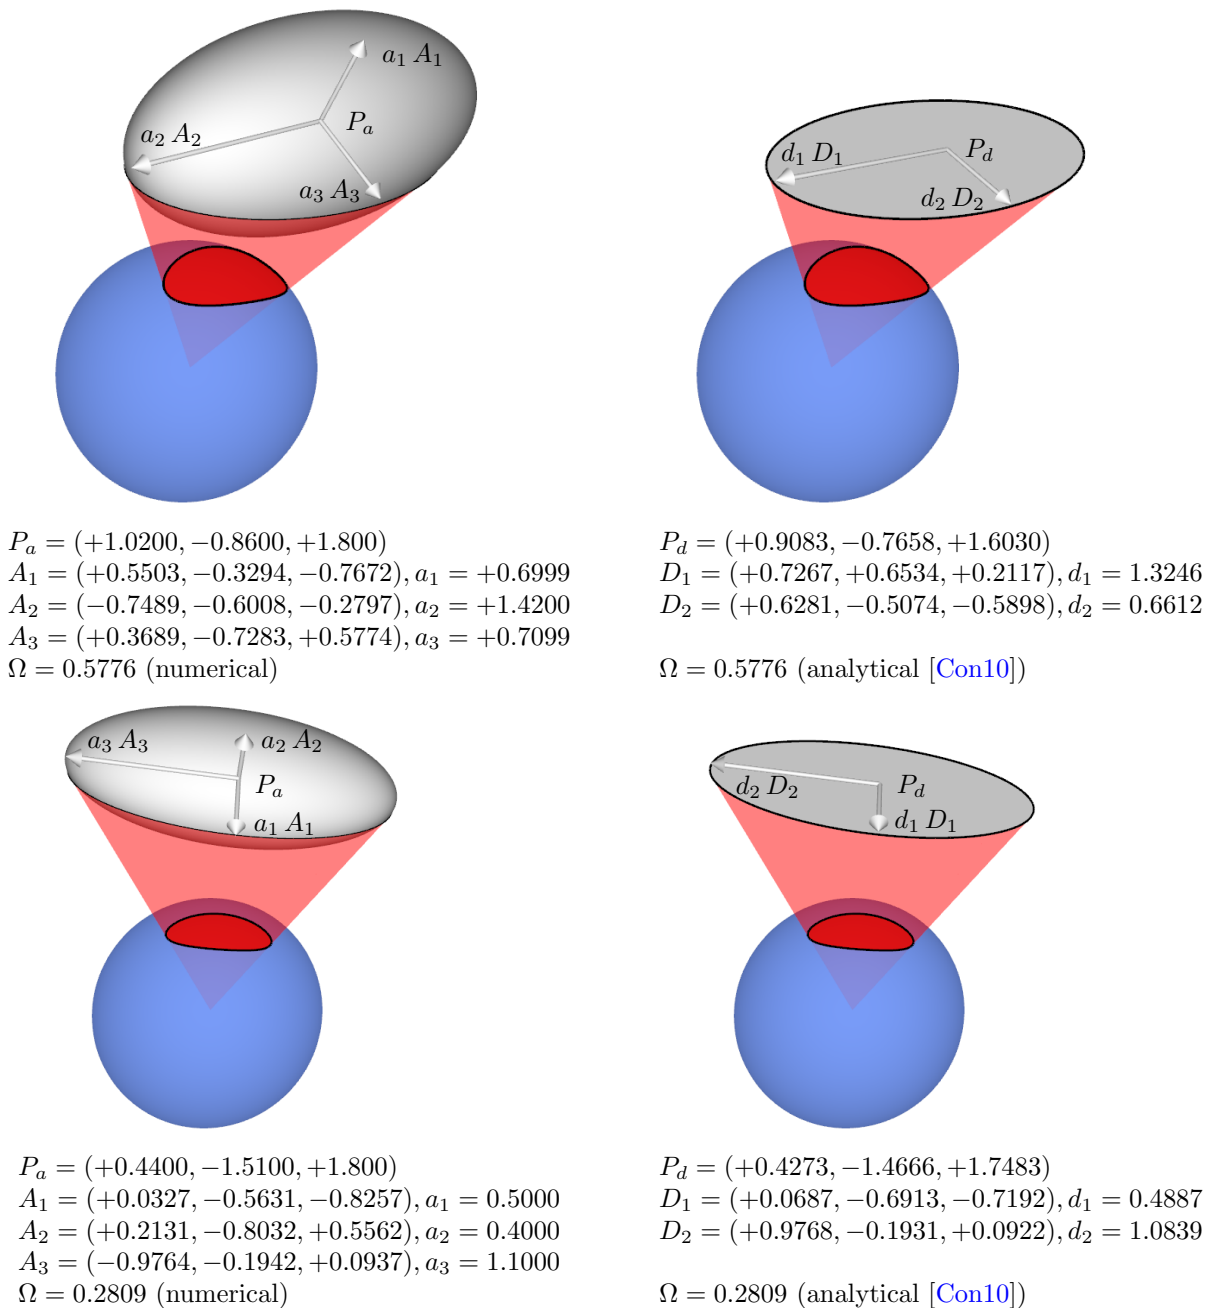 a₁ A₁
a₂ A₂
Pₐ
a₃ A₃
d₁ D₁
P_d
d₂ D₂
Pₐ = (+1.0200, −0.8600, +1.800)
A₁ = (+0.5503, −0.3294, −0.7672), a₁ = +0.6999
A₂ = (−0.7489, −0.6008, −0.2797), a₂ = +1.4200
A₃ = (+0.3689, −0.7283, +0.5774), a₃ = +0.7099
Ω = 0.5776 (numerical)
P_d = (+0.9083, −0.7658, +1.6030)
D₁ = (+0.7267, +0.6534, +0.2117), d₁ = 1.3246
D₂ = (+0.6281, −0.5074, −0.5898), d₂ = 0.6612
Ω = 0.5776 (analytical [Con10])
a₃ A₃
a₂ A₂
Pₐ
a₁ A₁
d₂ D₂
P_d
d₁ D₁
Pₐ = (+0.4400, −1.5100, +1.800)
A₁ = (+0.0327, −0.5631, −0.8257), a₁ = 0.5000
A₂ = (+0.2131, −0.8032, +0.5562), a₂ = 0.4000
A₃ = (−0.9764, −0.1942, +0.0937), a₃ = 1.1000
Ω = 0.2809 (numerical)
P_d = (+0.4273, −1.4666, +1.7483)
D₁ = (+0.0687, −0.6913, −0.7192), d₁ = 0.4887
D₂ = (+0.9768, −0.1931, +0.0922), d₂ = 1.0839
Ω = 0.2809 (analytical [Con10])